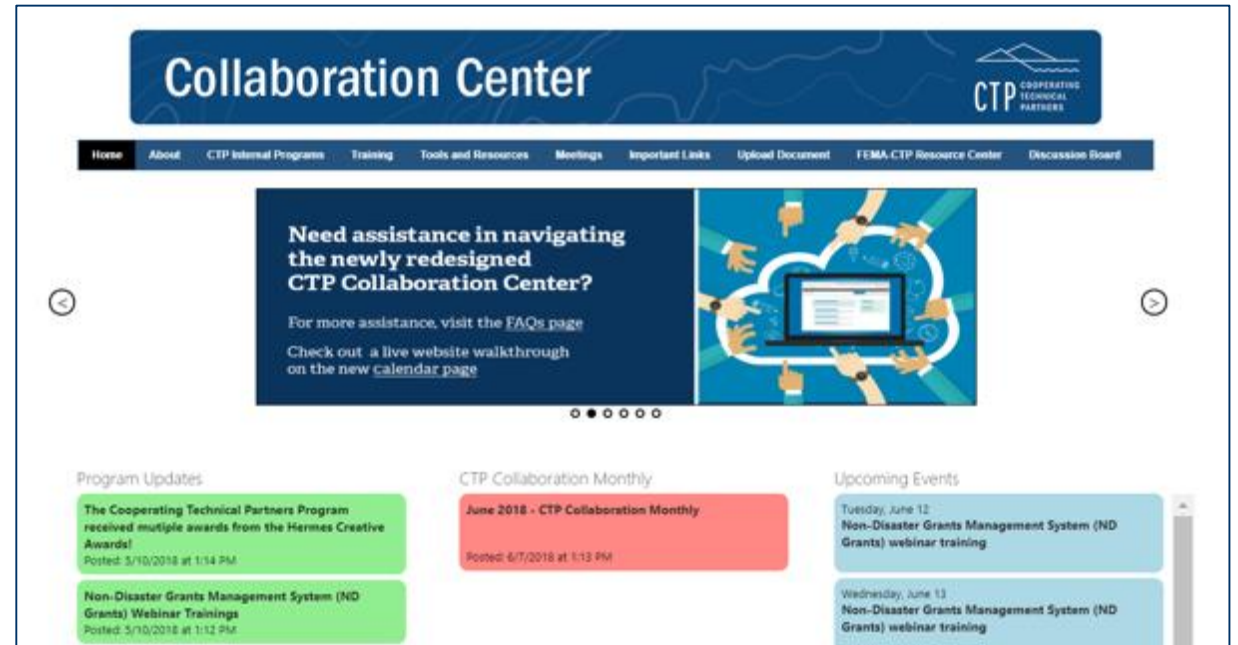 Collaboration Center
CTP COOPERATING
TECHNICAL
PARTNERS
Home About CTP Internal Programs Training Tools and Resources Meetings Important Links Upload Document FEMA-CTP Resource Center Discussion Board
Need assistance in navigating
the newly redesigned
CTP Collaboration Center?
For more assistance, visit the FAQs page
Check out a live website walkthrough
on the new calendar page
Program Updates
The Cooperating Technical Partners Program
received mutiple awards from the Hermes Creative
Awards!
Posted: 5/10/2018 at 1:14 PM
Non-Disaster Grants Management System (ND
Grants) Webinar Trainings
Posted: 5/10/2018 at 1:12 PM
CTP Collaboration Monthly
June 2018 - CTP Collaboration Monthly
Posted: 6/7/2018 at 1:13 PM
Upcoming Events
Tuesday, June 12
Non-Disaster Grants Management System (ND
Grants) webinar training
Wednesday, June 13
Non-Disaster Grants Management System (ND
Grants) webinar training